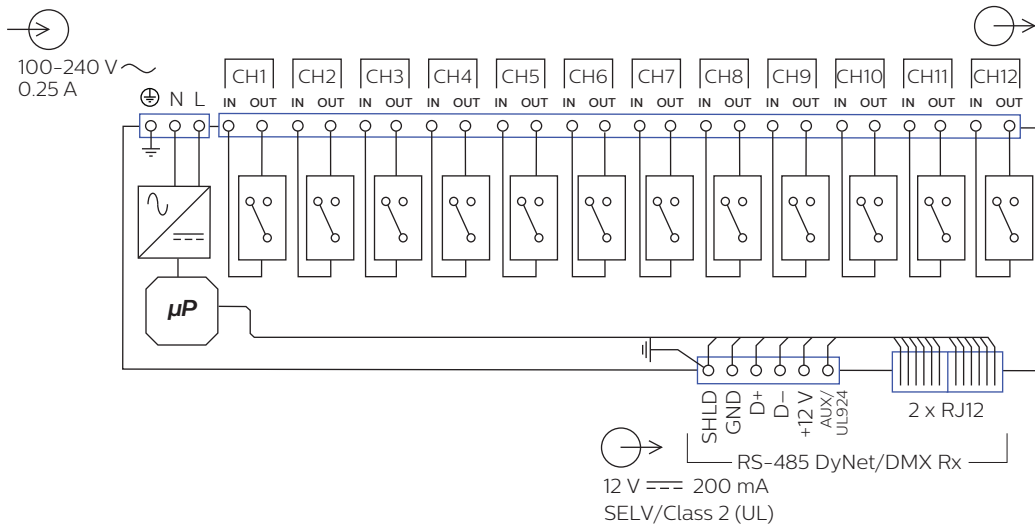 100-240 V
0.25 A
CH1 CH2 CH3 CH4 CH5 CH6 CH7 CH8 CH9 CH10 CH11 CH12
N L IN OUT IN OUT IN OUT IN OUT IN OUT IN OUT IN OUT IN OUT IN OUT IN OUT IN OUT IN OUT
µP
SHLD
GND
D+
D−
+12 V
AUX/
UL924
2 x RJ12
RS-485 DyNet/DMX Rx
12 V 200 mA
SELV/Class 2 (UL)